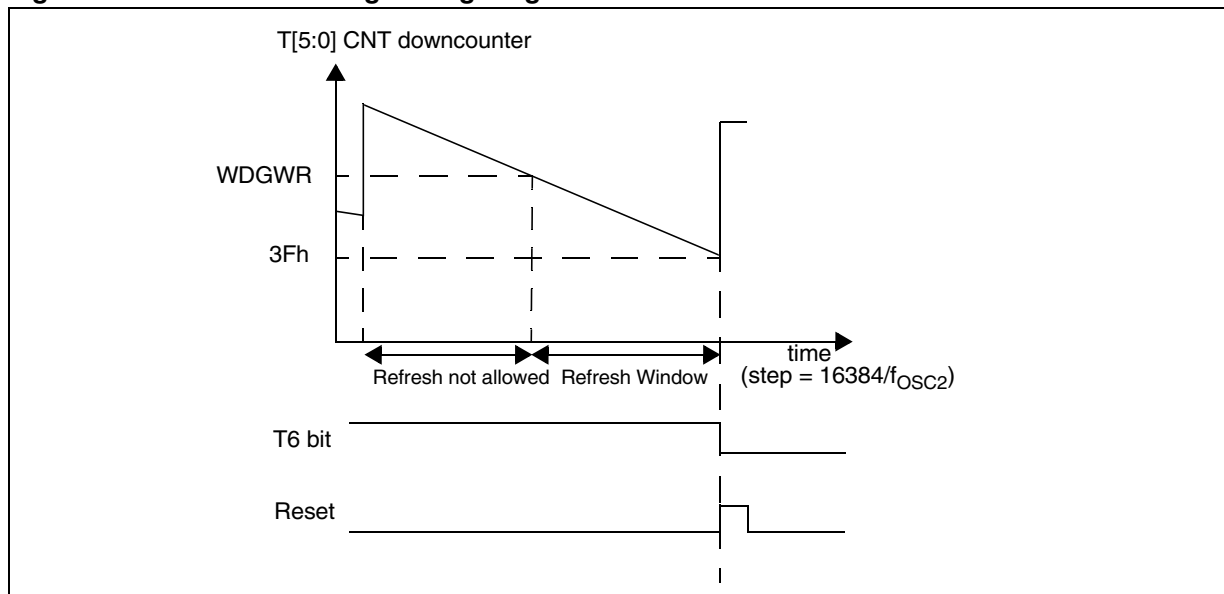 T[5:0] CNT downcounter
WDGWR
3Fh
time
Refresh not allowed Refresh Window (step = 16384/fOSC2)
T6 bit
Reset